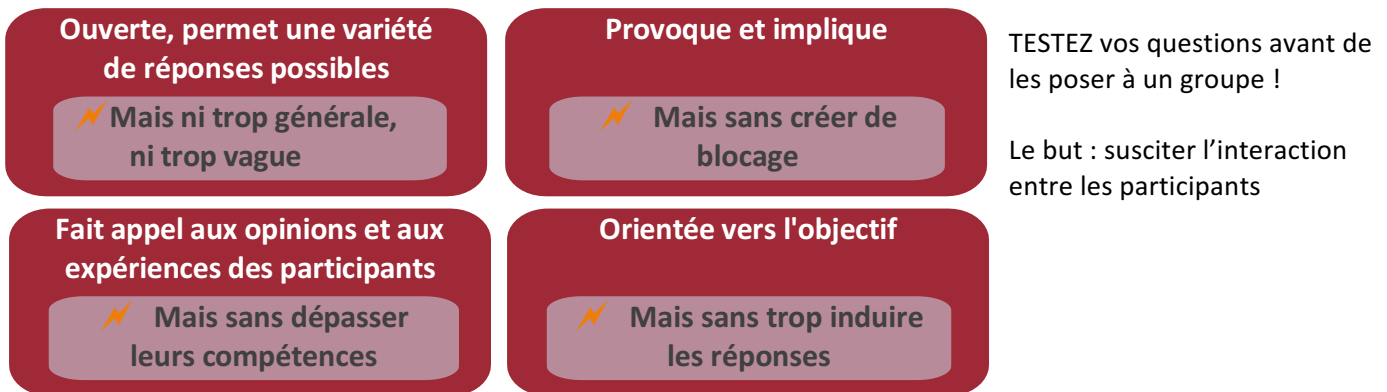 Ouverte, permet une variété
de réponses possibles
Mais ni trop générale,
ni trop vague
Provoque et implique
Mais sans créer de
blocage
TESTEZ vos questions avant de
les poser à un groupe !
Le but : susciter l’interaction
entre les participants
Fait appel aux opinions et aux
expériences des participants
Mais sans dépasser
leurs compétences
Orientée vers l'objectif
Mais sans trop induire
les réponses